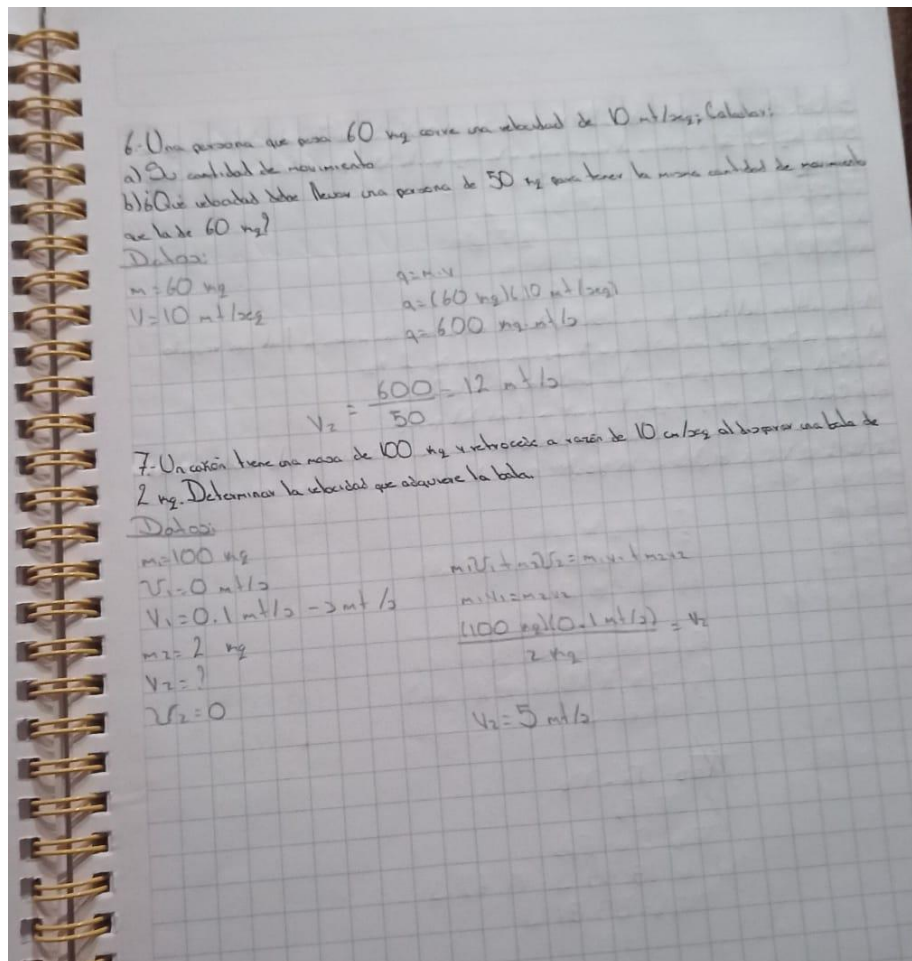 6.- Una persona que pesa 60 kg corre una velocidad de 10 mt/seg; Calcular:
a) Su cantidad de movimiento
b) ¿Qué velocidad debe llevar una persona de 50 kg para tener la misma cantidad de movimiento
que la de 60 kg?
Datos:
m=60 kg
V=10 mt/seg
q=m.v
q=(60 kg)(10 mt/seg)
q=600 kg.mt/s
V2 = 600/50 = 12 mt/s
7.- Un cañón tiene una masa de 100 kg y retrocede a razón de 10 cm/seg al disparar una bala de
2 kg. Determinar la velocidad que adquiere la bala.
Datos:
m=100 kg
V1=0 mt/s
V1=0.1 mt/s
m2=2 kg
V2=?
V2=0
m1V1+m2V2=m1v1+m2v2
m1v1=m2v2
(100 kg)(0.1 mt/s)/2 kg = V2
V2=5 mt/s